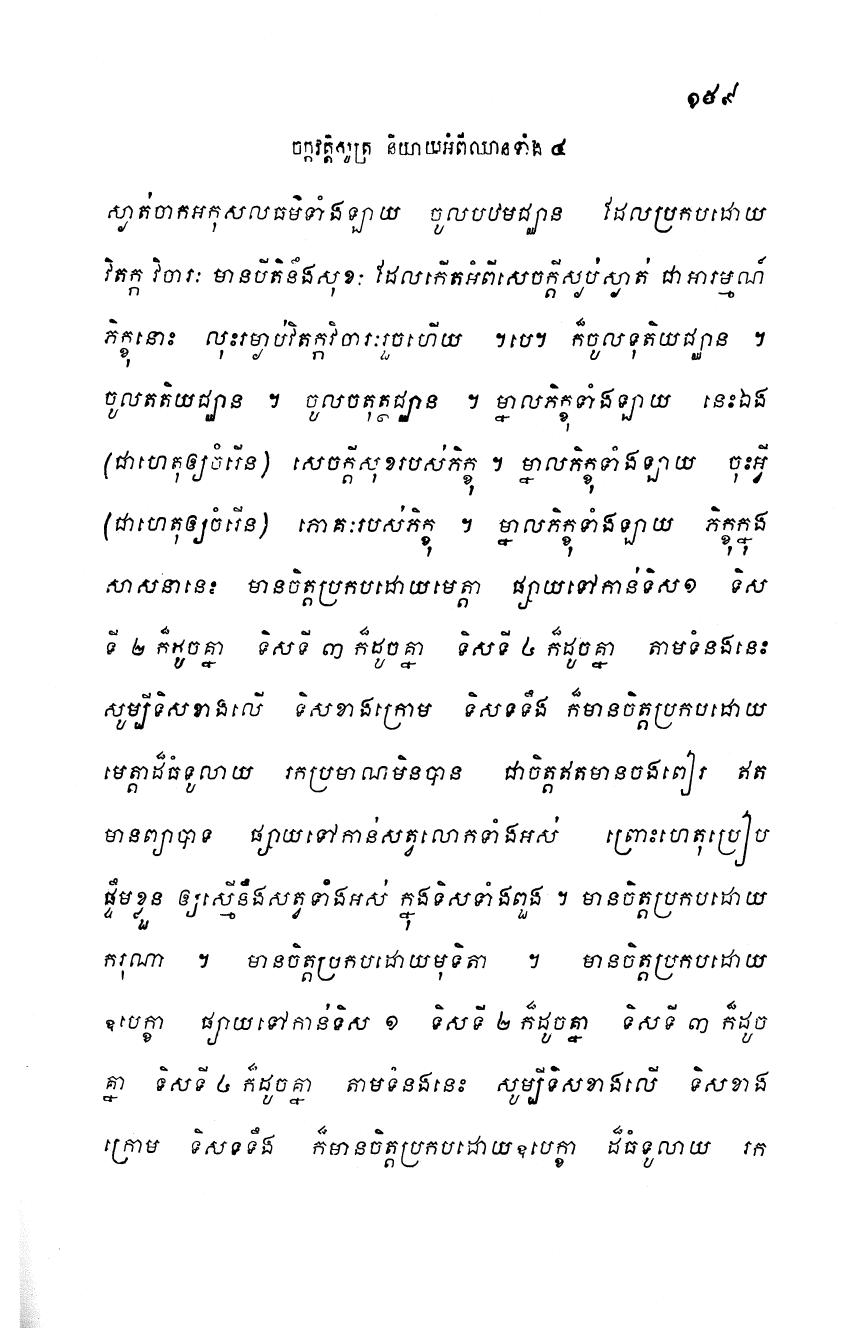 ១៥៩
ចក្កវត្តិសូត្រ និយាយអំពីឈានទាំង ៤
ស្ងាត់ចាកអកុសលធម៌ទាំងឡាយ ចូលបឋមជ្ឈាន ដែលប្រកបដោយ
វិតក្ក វិចារៈ មានបីតិនឹងសុខៈ ដែលកើតអំពីសេចក្តីស្ងប់ស្ងាត់ ជាអារម្មណ៍
ភិក្ខុនោះ លុះរម្ងាប់វិតក្កវិចារៈរួចហើយ ។បេ។ ក៏ចូលទុតិយជ្ឈាន ។
ចូលតតិយជ្ឈាន ។ ចូលចតុត្ថជ្ឈាន ។ ម្នាលភិក្ខុទាំងឡាយ នេះឯង
(ជាហេតុឲ្យចំរើន) សេចក្តីសុខរបស់ភិក្ខុ ។ ម្នាលភិក្ខុទាំងឡាយ ចុះអ្វី
(ជាហេតុឲ្យចំរើន) ភោគៈរបស់ភិក្ខុ ។ ម្នាលភិក្ខុទាំងឡាយ ភិក្ខុក្នុង
សាសនានេះ មានចិត្តប្រកបដោយមេត្តា ផ្សាយទៅកាន់ទិស១ ទិស
ទី ២ ក៏ដូចគ្នា ទិសទី ៣ ក៏ដូចគ្នា ទិសទី ៤ ក៏ដូចគ្នា តាមទំនងនេះ
សូម្បីទិសខាងលើ ទិសខាងក្រោម ទិសទទឹង ក៏មានចិត្តប្រកបដោយ
មេត្តាដ៏ធំទូលាយ រកប្រមាណមិនបាន ជាចិត្តឥតមានចងពៀរ ឥត
មានព្យាបាទ ផ្សាយទៅកាន់សត្វលោកទាំងអស់ ព្រោះហេតុប្រៀប
ផ្ទឹមខ្លួន ឲ្យស្មើនឹងសត្វទាំងអស់ ក្នុងទិសទាំងពួង ។ មានចិត្តប្រកបដោយ
ករុណា ។ មានចិត្តប្រកបដោយមុទិតា ។ មានចិត្តប្រកបដោយ
ឧបេក្ខា ផ្សាយទៅកាន់ទិស ១ ទិសទី ២ ក៏ដូចគ្នា ទិសទី ៣ ក៏ដូច
គ្នា ទិសទី ៤ ក៏ដូចគ្នា តាមទំនងនេះ សូម្បីទិសខាងលើ ទិសខាង
ក្រោម ទិសទទឹង ក៏មានចិត្តប្រកបដោយឧបេក្ខា ដ៏ធំទូលាយ រក